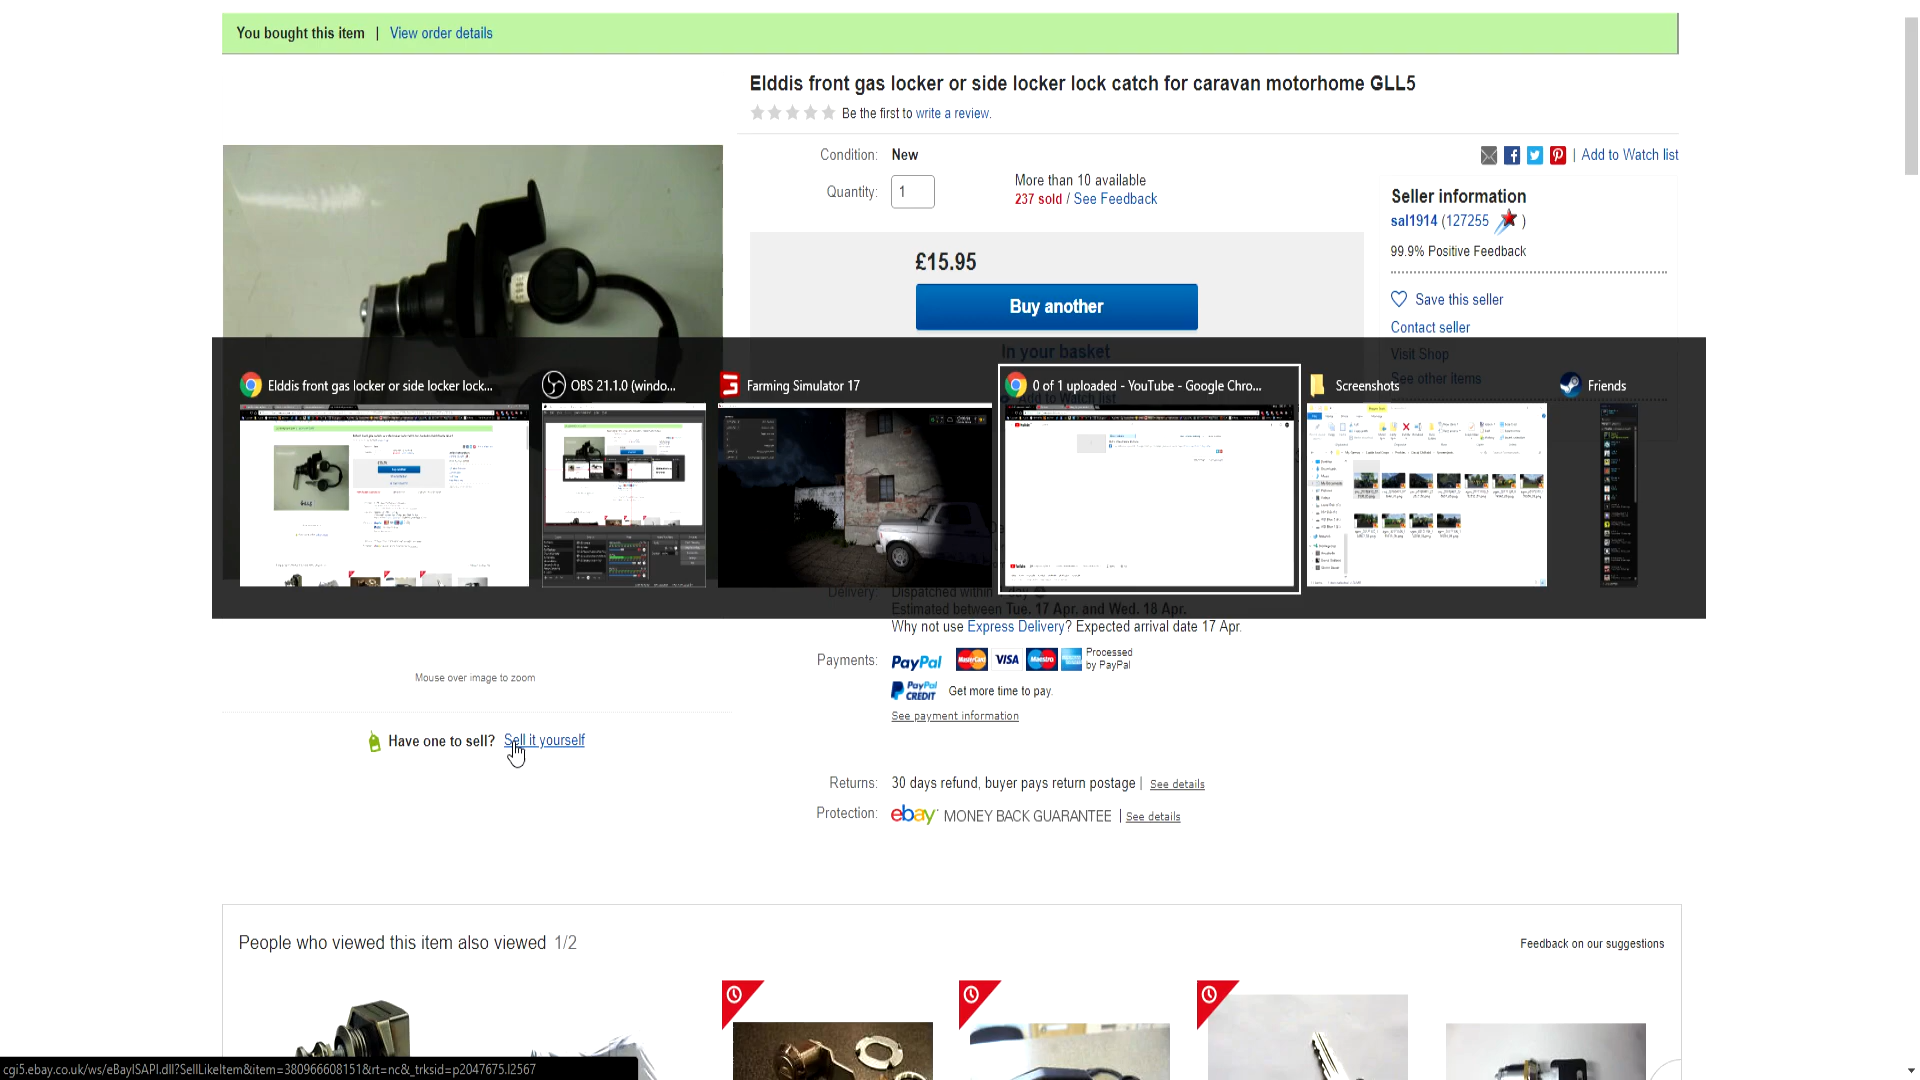 You bought this item | View order details
Elddis front gas locker or side locker lock catch for caravan motorhome GLL5
Be the first to write a review.
Condition: New
Add to Watch list
Quantity: 1
More than 10 available
237 sold / See Feedback
Seller information
sal1914 (127255 )
99.9% Positive Feedback
£15.95
Buy another
Save this seller
Contact seller
In your basket
Visit Shop
See other items
Add to Watch list
Elddis front gas locker or side locker lock...
OBS 21.1.0 (windo...
Farming Simulator 17
0 of 1 uploaded - YouTube - Google Chro...
Screenshots
Friends
Delivery: Dispatched within day
Estimated between Tue. 17 Apr. and Wed. 18 Apr.
Why not use Express Delivery? Expected arrival date 17 Apr.
Payments: PayPal MasterCard VISA Maestro Processed by PayPal
PayPal CREDIT Get more time to pay.
See payment information
Mouse over image to zoom
Have one to sell? Sell it yourself
Returns: 30 days refund, buyer pays return postage | See details
Protection: ebay MONEY BACK GUARANTEE | See details
People who viewed this item also viewed 1/2
Feedback on our suggestions
cgi5.ebay.co.uk/ws/eBayISAPI.dll?SellLikeItem&item=380966608151&rt=nc&_trksid=p2047675.l2567